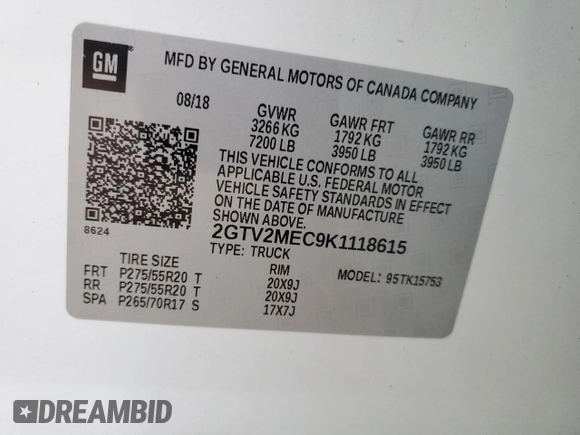 GM
MFD BY GENERAL MOTORS OF CANADA COMPANY
08/18 GVWR GAWR FRT GAWR RR
3266 KG 1792 KG 1792 KG
7200 LB 3950 LB 3950 LB
THIS VEHICLE CONFORMS TO ALL
APPLICABLE U.S. FEDERAL MOTOR
VEHICLE SAFETY STANDARDS IN EFFECT
ON THE DATE OF MANUFACTURE
SHOWN ABOVE.
8624
2GTV2MEC9K1118615
TYPE: TRUCK
MODEL: 95TK15753
TIRE SIZE RIM
FRT P275/55R20 T 20X9J
RR P275/55R20 T 20X9J
SPA P265/70R17 S 17X7J
DREAMBID